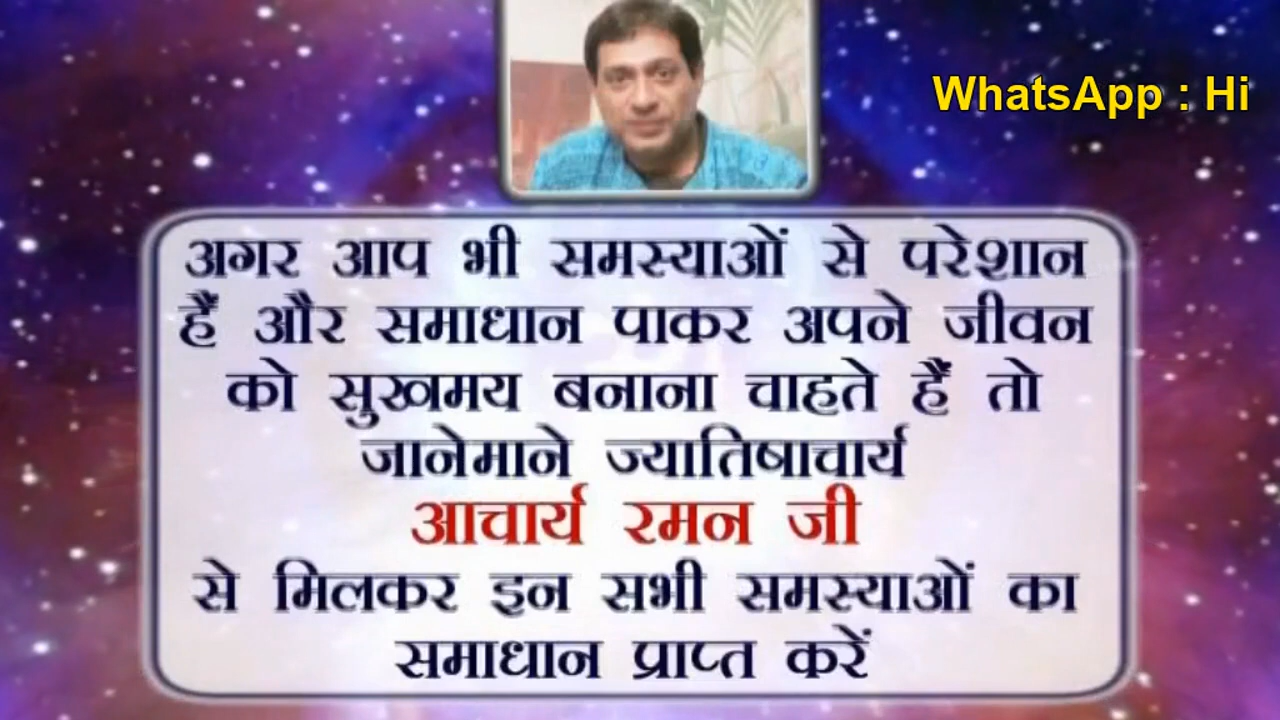 WhatsApp : Hi
अगर आप भी समस्याओं से परेशान
हैं और समाधान पाकर अपने जीवन
को सुखमय बनाना चाहते हैं तो
जानेमाने ज्यातिषाचार्य
आचार्य रमन जी
से मिलकर इन सभी समस्याओं का
समाधान प्राप्त करें